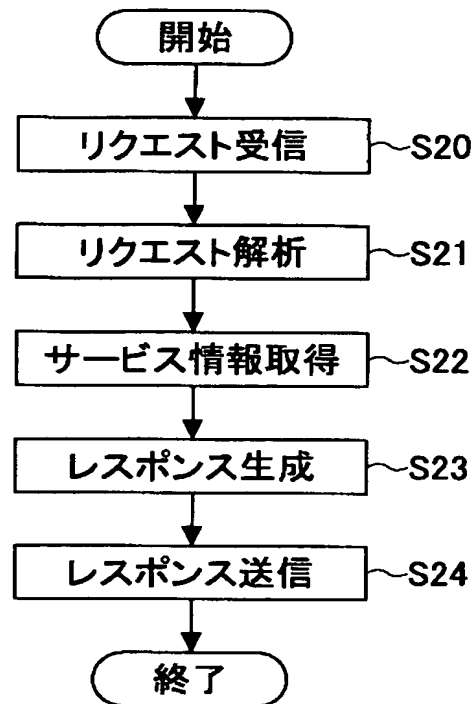 開始
リクエスト受信 S20
リクエスト解析 S21
サービス情報取得 S22
レスポンス生成 S23
レスポンス送信 S24
終了